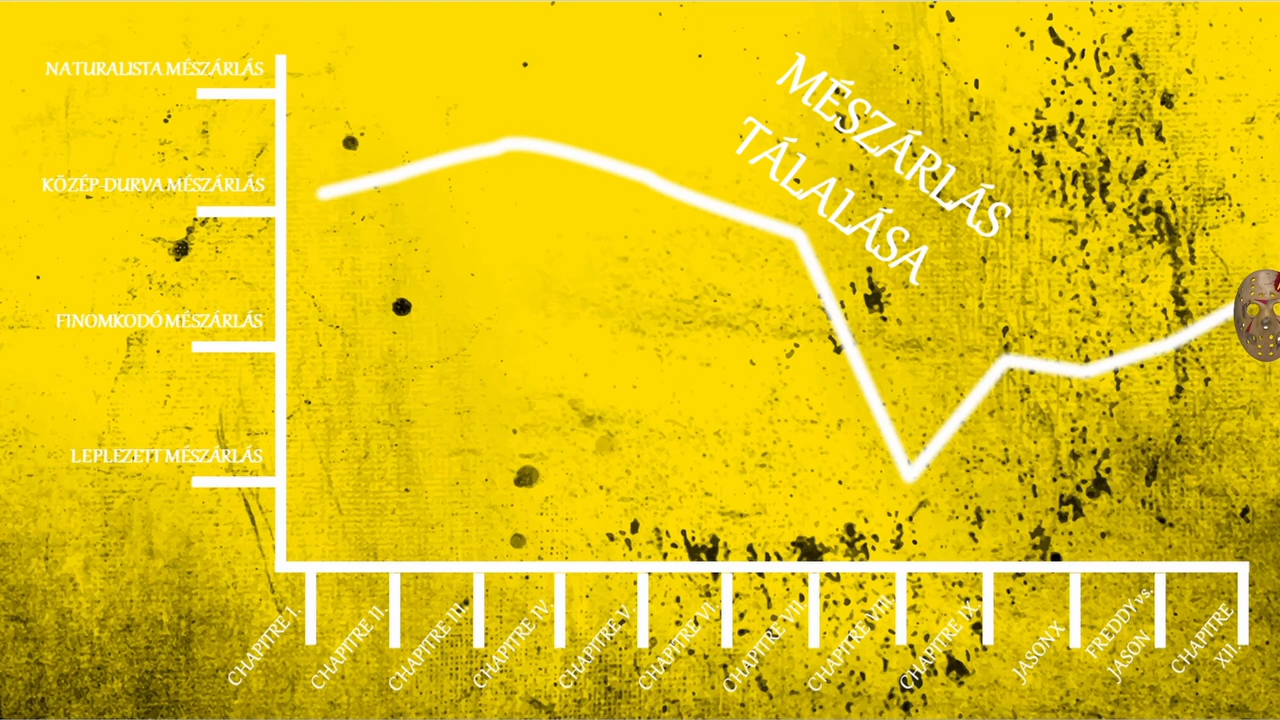 NATURALISTA MÉSZÁRLÁS
KÖZÉP-DURVA MÉSZÁRLÁS
FINOMKODÓ MÉSZÁRLÁS
LEPLEZETT MÉSZÁRLÁS
MÉSZÁRLÁS
TÁLALÁSA
CHAPITRE I.
CHAPITRE II.
CHAPITRE III.
CHAPITRE IV.
CHAPITRE V.
CHAPITRE VI.
CHAPITRE VII.
CHAPITRE VIII.
CHAPITRE IX.
JASON X
FREDDY vs.
JASON
CHAPITRE
XII.